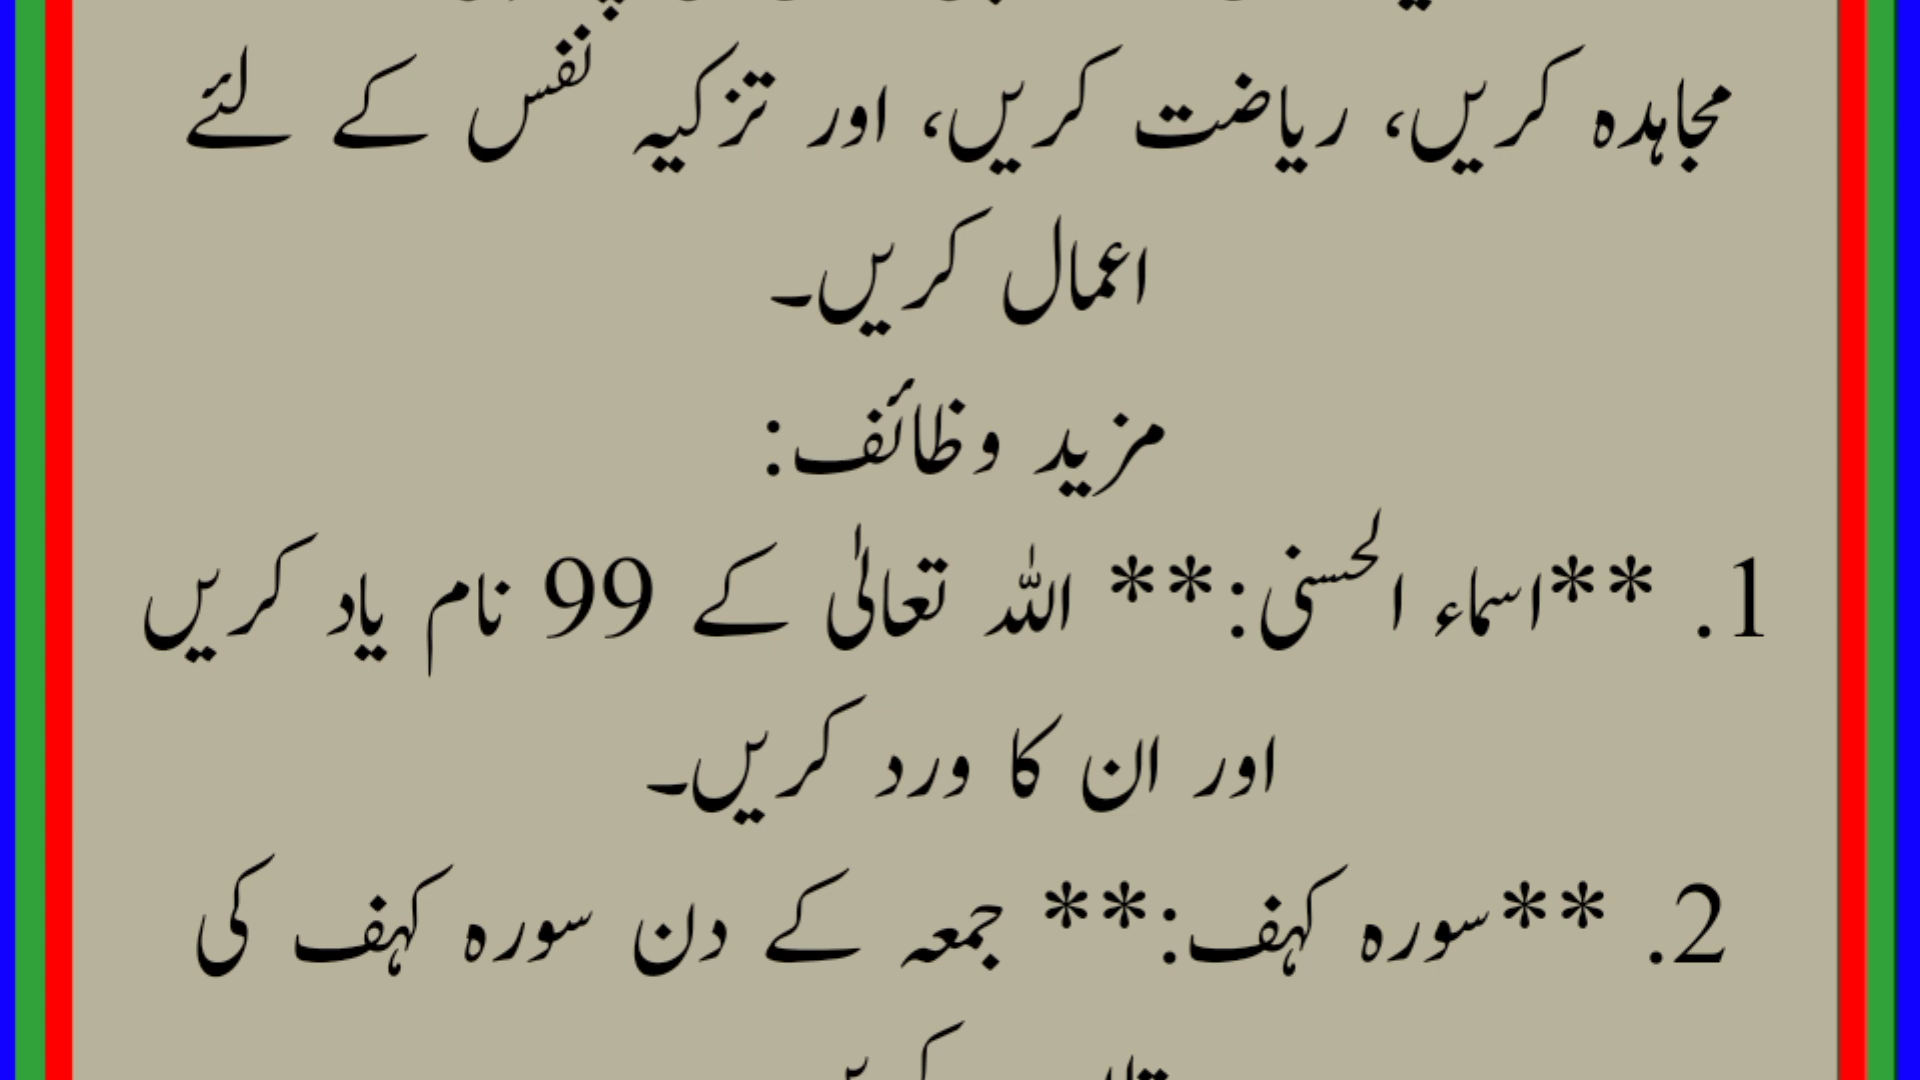 مجاہدہ کریں، ریاضت کریں، اور تزکیہ نفس کے لئے
اعمال کریں۔
مزید وظائف:
1. **اسماء الحسنی:** اللہ تعالیٰ کے 99 نام یاد کریں
اور ان کا ورد کریں۔
2. **سورہ کہف:** جمعہ کے دن سورہ کہف کی